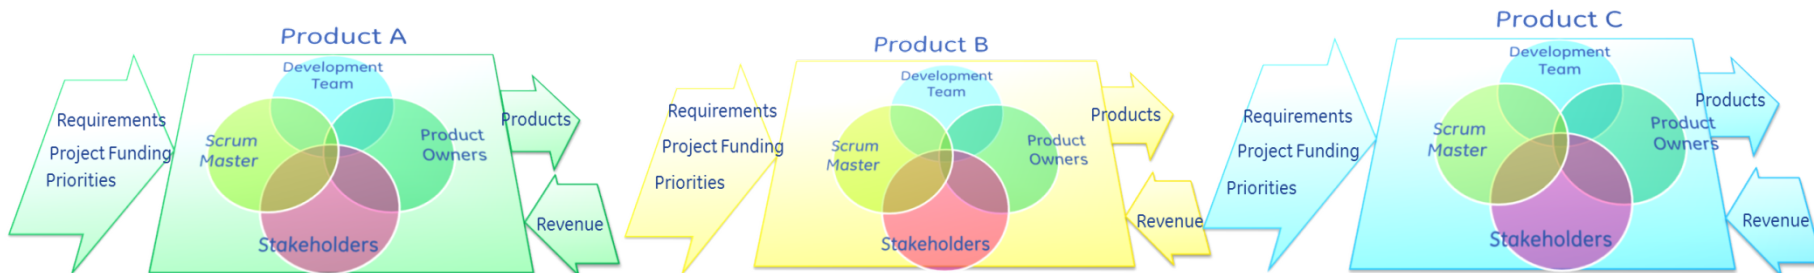 Product A
Development
Team
Requirements
Project Funding
Priorities
Scrum
Master
Product
Owners
Stakeholders
Products
Revenue
Product B
Development
Team
Requirements
Project Funding
Priorities
Scrum
Master
Product
Owners
Stakeholders
Products
Revenue
Product C
Development
Team
Requirements
Project Funding
Priorities
Scrum
Master
Product
Owners
Stakeholders
Products
Revenue